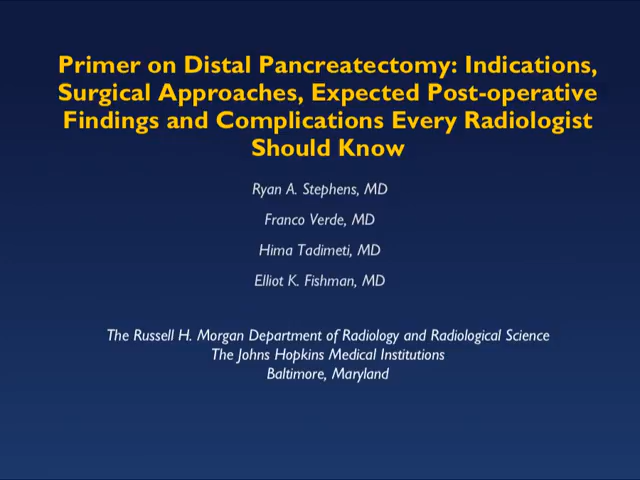 Primer on Distal Pancreatectomy: Indications,
Surgical Approaches, Expected Post-operative
Findings and Complications Every Radiologist
Should Know
Ryan A. Stephens, MD
Franco Verde, MD
Hima Tadimeti, MD
Elliot K. Fishman, MD
The Russell H. Morgan Department of Radiology and Radiological Science
The Johns Hopkins Medical Institutions
Baltimore, Maryland